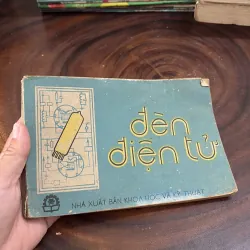 đèn
điện tử
NHÀ XUẤT BẢN KHOA HỌC VÀ KỸ THUẬT